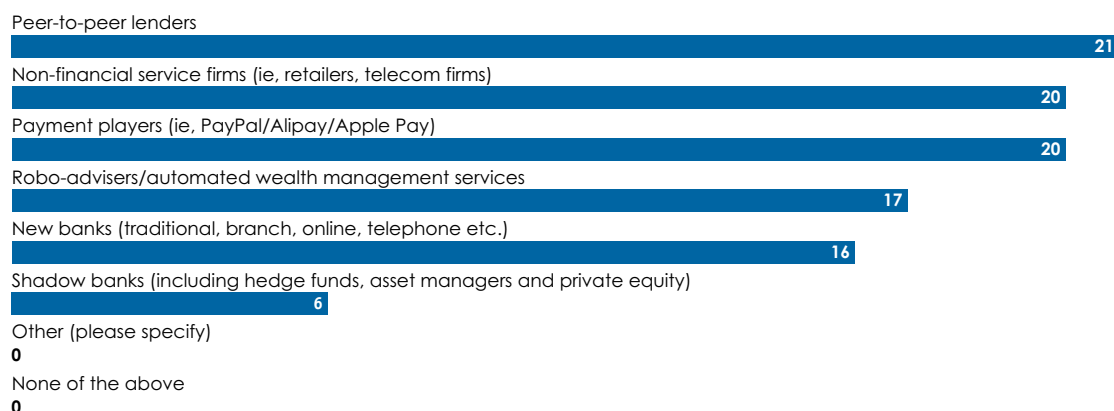 Peer-to-peer lenders
21
Non-financial service firms (ie, retailers, telecom firms)
20
Payment players (ie, PayPal/Alipay/Apple Pay)
20
Robo-advisers/automated wealth management services
17
New banks (traditional, branch, online, telephone etc.)
16
Shadow banks (including hedge funds, asset managers and private equity)
6
Other (please specify)
0
None of the above
0